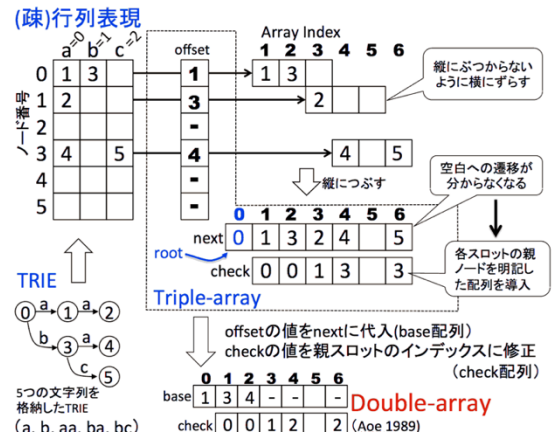 (疎)行列表現
a=0 b=1 c=2
offset
Array Index
1 2 3 4 5 6
ノード番号
0 1 3 1 1 3
1 2 3 2
2 -
3 4 5 4 4 5
4 -
5 -
縦にぶつからない
ように横にずらす
縦につぶす
空白への遷移が
分からなくなる
0 1 2 3 4 5 6
next 0 1 3 2 4 5
root
check 0 0 1 3 3
各スロットの親
ノードを明記し
た配列を導入
Triple-array
TRIE
0 a 1 a 2
b 3 a 4
c 5
5つの文字列を
格納したTRIE
(a, b, aa, ba, bc)
offsetの値をnextに代入(base配列)
checkの値を親スロットのインデックスに修正
(check配列)
0 1 2 3 4 5 6
base 1 3 4 - - -
Double-array
check 0 0 1 2 2
(Aoe 1989)